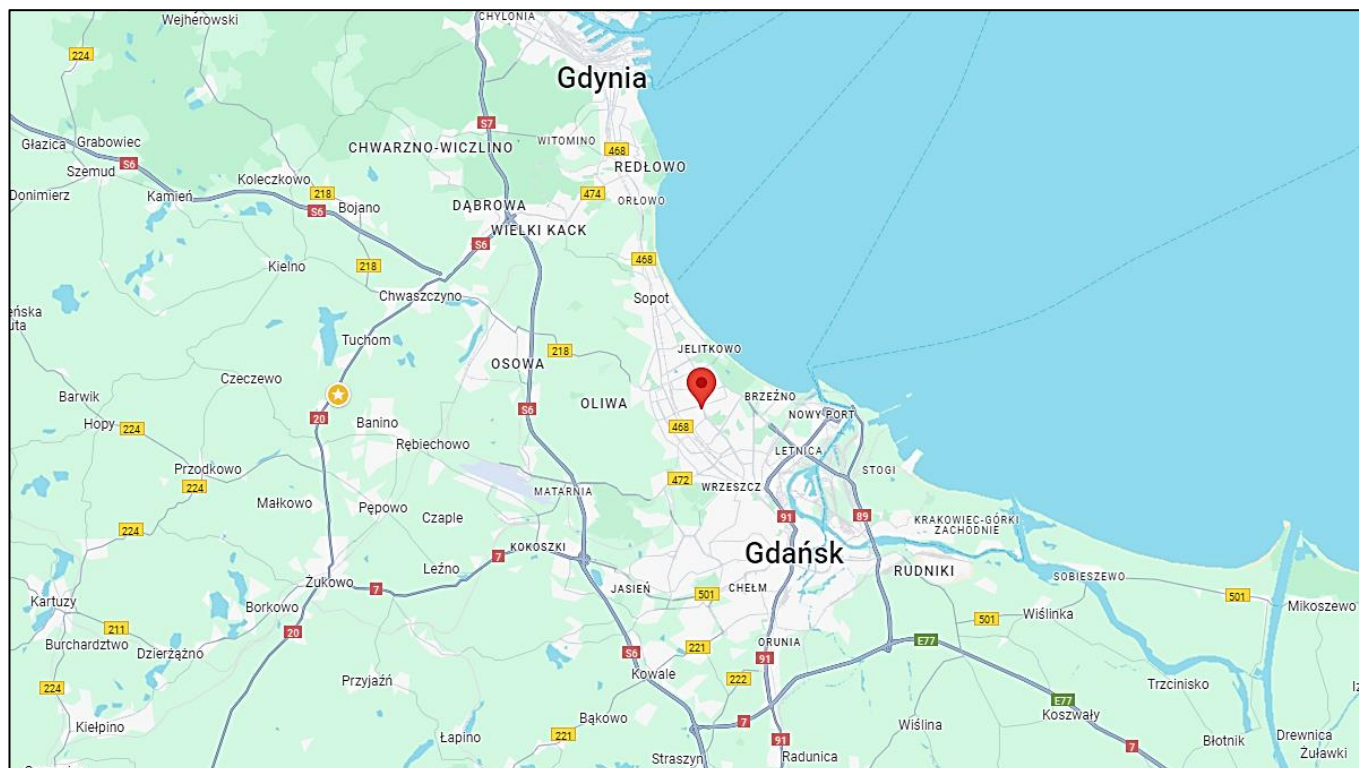 CHYLONIA
Wejherowski
224
Gdynia
S7
Głazica
Grabowiec
CHWARZNO-WICZLINO
WITOMINO
468
S6
Szemud
REDŁOWO
Koleczkowo
Donimierz
Kamień
218
474
ORŁOWO
Bojano
S6
DĄBROWA
WIELKI KACK
S6
468
Kielno
218
Chwaszczyno
Sopot
eńska
uta
Tuchom
JELITKOWO
218
OSOWA
Czeczewo
Barwik
OLIWA
BRZEŹNO
S6
20
NOWY PORT
Hopy
224
Banino
468
Rębiechowo
LETNICA
Przodkowo
STOGI
224
472
WRZESZCZ
MATARNIA
Małkowo
Pępowo
Czaple
91
89
KRAKOWIEC-GÓRKI
ZACHODNIE
224
KOKOSZKI
7
Gdańsk
Leźno
RUDNIKI
Żukowo
7
JASIEŃ
CHEŁM
SOBIESZEWO
501
501
Kartuzy
Borkowo
Mikoszewo
211
20
501
Wiślinka
Burchardztwo
Dzierżążno
221
ORUNIA
E77
S6
91
224
Przyjaźń
Kowale
222
Trzcinisko
Iz
E77
Koszwały
Kiełpino
Bąkowo
7
Wiślina
Łapino
221
91
7
Błotnik
Drewnica
Straszyn
Radunica
Żuławki